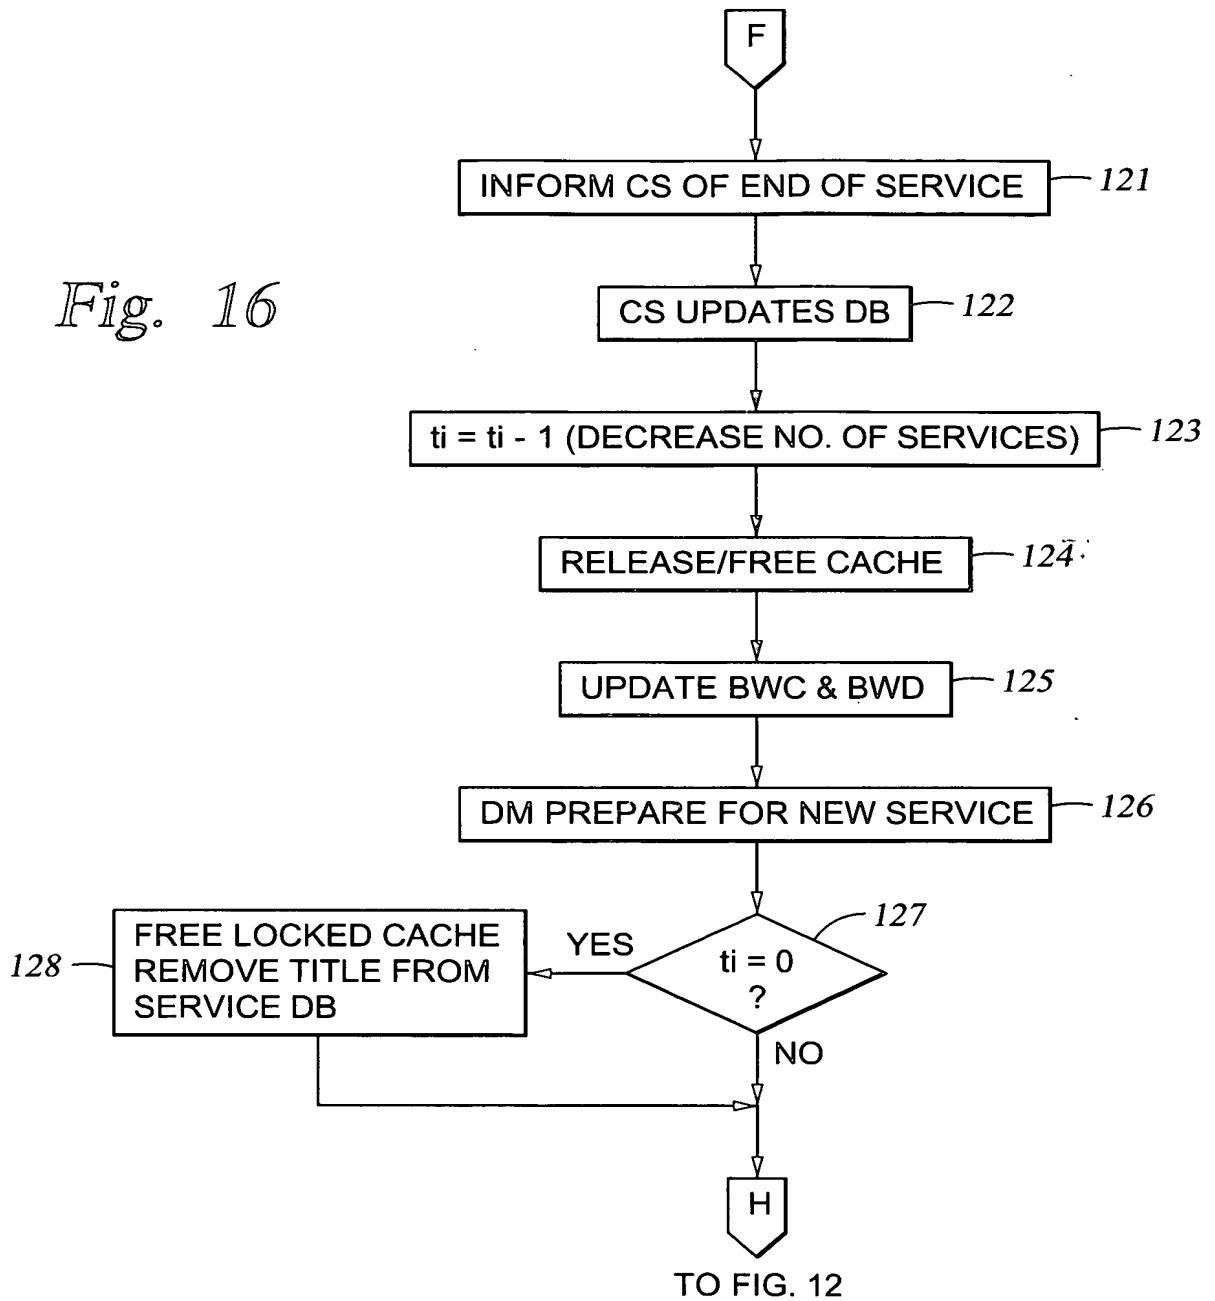 F
INFORM CS OF END OF SERVICE
121
Fig. 16
CS UPDATES DB
122
ti = ti - 1 (DECREASE NO. OF SERVICES)
123
RELEASE/FREE CACHE
124
UPDATE BWC & BWD
125
DM PREPARE FOR NEW SERVICE
126
127
ti = 0
?
YES
128
FREE LOCKED CACHE
REMOVE TITLE FROM
SERVICE DB
NO
H
TO FIG. 12